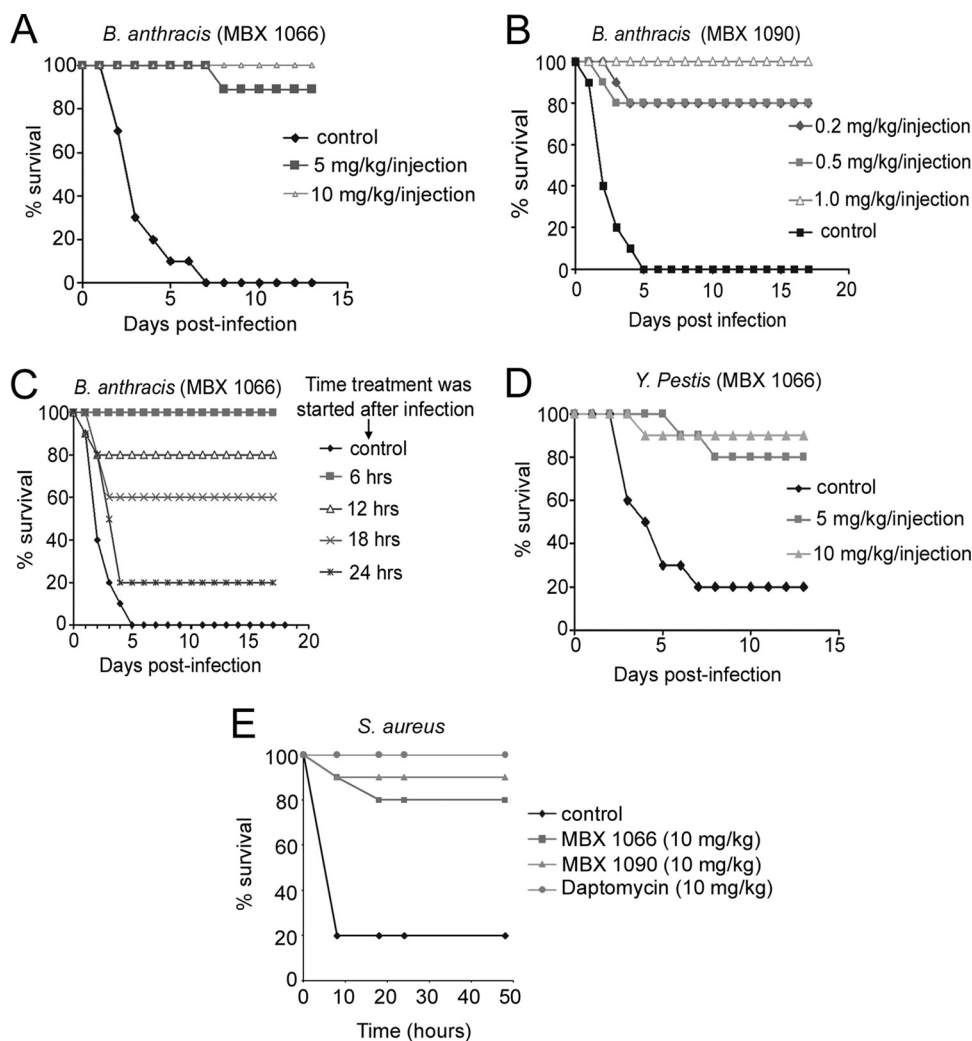 A
B. anthracis (MBX 1066)
% survival
100
80
60
40
20
0
0 5 10 15
Days post-infection
control
5 mg/kg/injection
10 mg/kg/injection
B
B. anthracis (MBX 1090)
% survival
100
80
60
40
20
0
0 5 10 15 20
Days post infection
0.2 mg/kg/injection
0.5 mg/kg/injection
1.0 mg/kg/injection
control
C
B. anthracis (MBX 1066)
% survival
100
80
60
40
20
0
0 5 10 15 20
Days post-infection
Time treatment was
started after infection
control
6 hrs
12 hrs
18 hrs
24 hrs
D
Y. Pestis (MBX 1066)
% survival
100
80
60
40
20
0
0 5 10 15
Days post-infection
control
5 mg/kg/injection
10 mg/kg/injection
E
S. aureus
% survival
100
80
60
40
20
0
0 10 20 30 40 50
Time (hours)
control
MBX 1066 (10 mg/kg)
MBX 1090 (10 mg/kg)
Daptomycin (10 mg/kg)